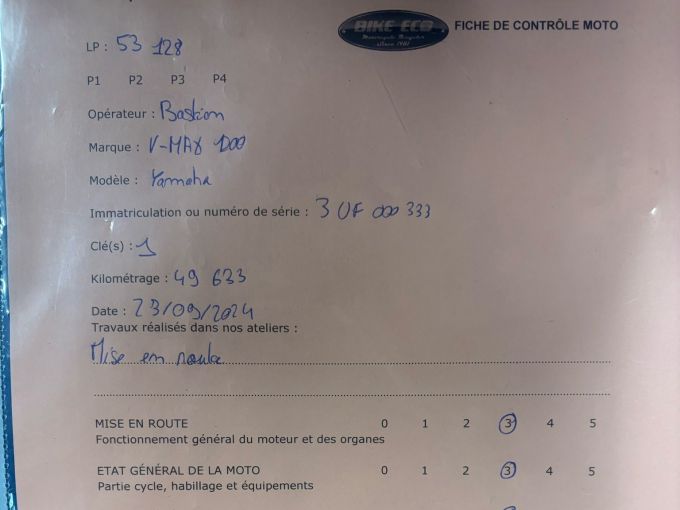 BIKE ECO
FICHE DE CONTRÔLE MOTO
LP : 53 128
P1 P2 P3 P4
Opérateur : Bastion
Marque : V-MAX 1200
Modèle : Yamaha
Immatriculation ou numéro de série : 3 UF 000 333
Clé(s) : 1
Kilométrage : 49 633
Date : 23/09/2024
Travaux réalisés dans nos ateliers :
Mise en route
MISE EN ROUTE 0 1 2 3 4 5
Fonctionnement général du moteur et des organes
ETAT GÉNÉRAL DE LA MOTO 0 1 2 3 4 5
Partie cycle, habillage et équipements